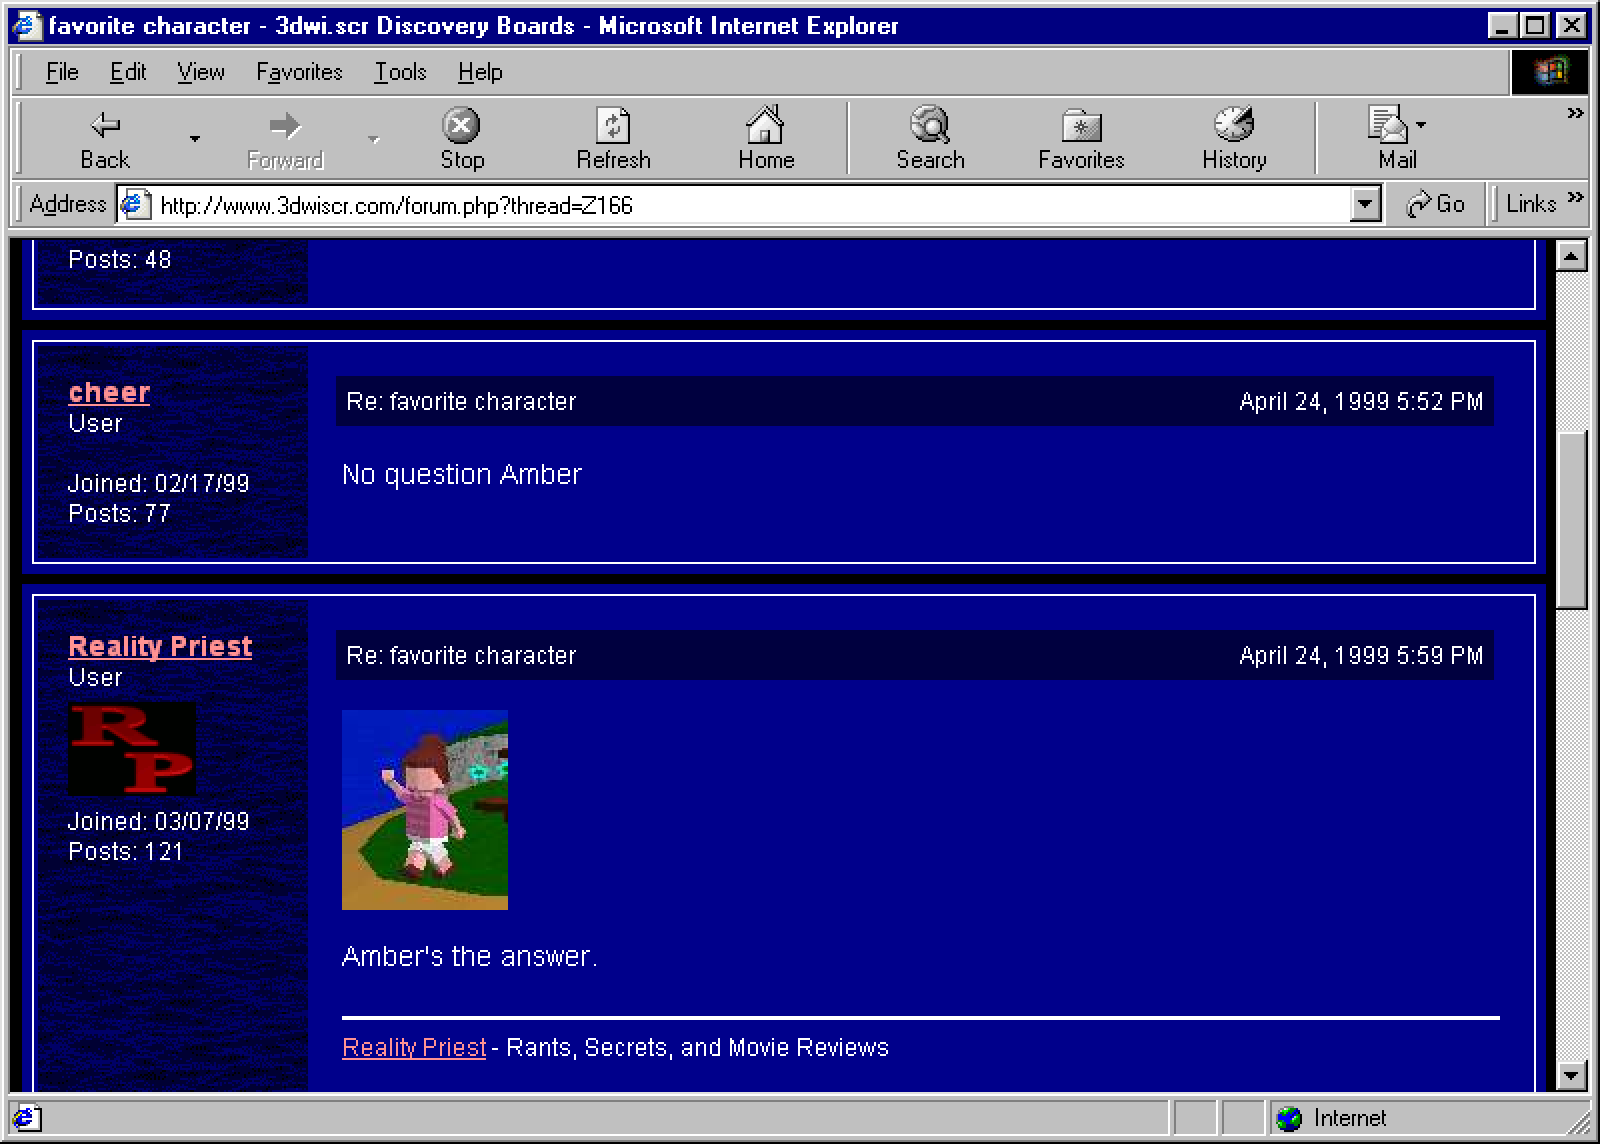 favorite character - 3dwi.scr Discovery Boards - Microsoft Internet Explorer
File Edit View Favorites Tools Help
Back Forward Stop Refresh Home Search Favorites History Mail »
Address http://www.3dwiscr.com/forum.php?thread=Z166 Go Links »
Posts: 48
cheer
User
Joined: 02/17/99
Posts: 77
Re: favorite character April 24, 1999 5:52 PM
No question Amber
Reality Priest
User
R
P
Joined: 03/07/99
Posts: 121
Re: favorite character April 24, 1999 5:59 PM
Amber's the answer.
Reality Priest - Rants, Secrets, and Movie Reviews
Internet